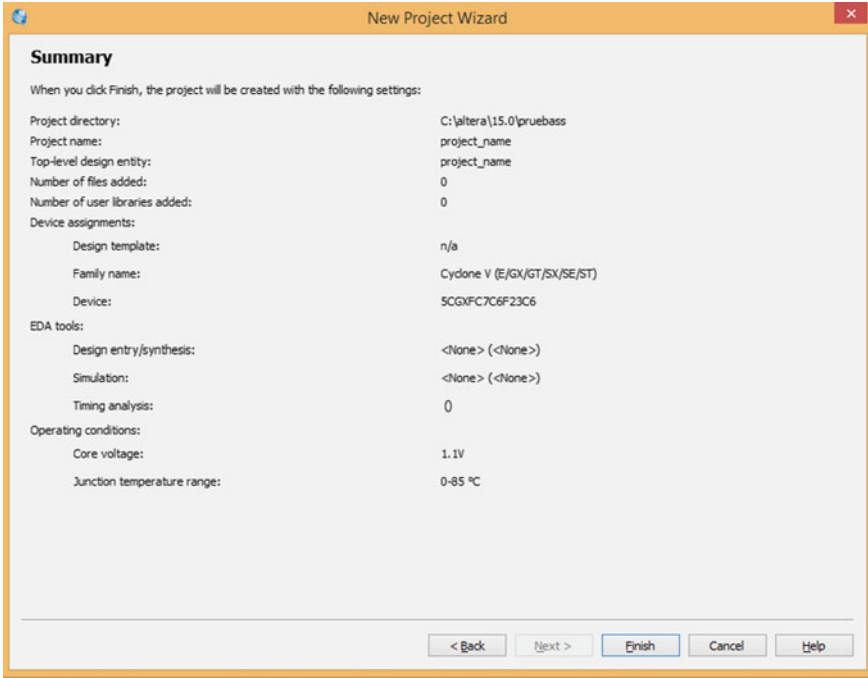 New Project Wizard
Summary
When you click Finish, the project will be created with the following settings:
Project directory: C:\altera\15.0\pruebass
Project name: project_name
Top-level design entity: project_name
Number of files added: 0
Number of user libraries added: 0
Device assignments:
Design template: n/a
Family name: Cyclone V (E/GX/GT/SX/SE/ST)
Device: 5CGXFC7C6F23C6
EDA tools:
Design entry/synthesis: <None> (<None>)
Simulation: <None> (<None>)
Timing analysis: ()
Operating conditions:
Core voltage: 1.1V
Junction temperature range: 0-85 ºC
< Back Next > Finish Cancel Help